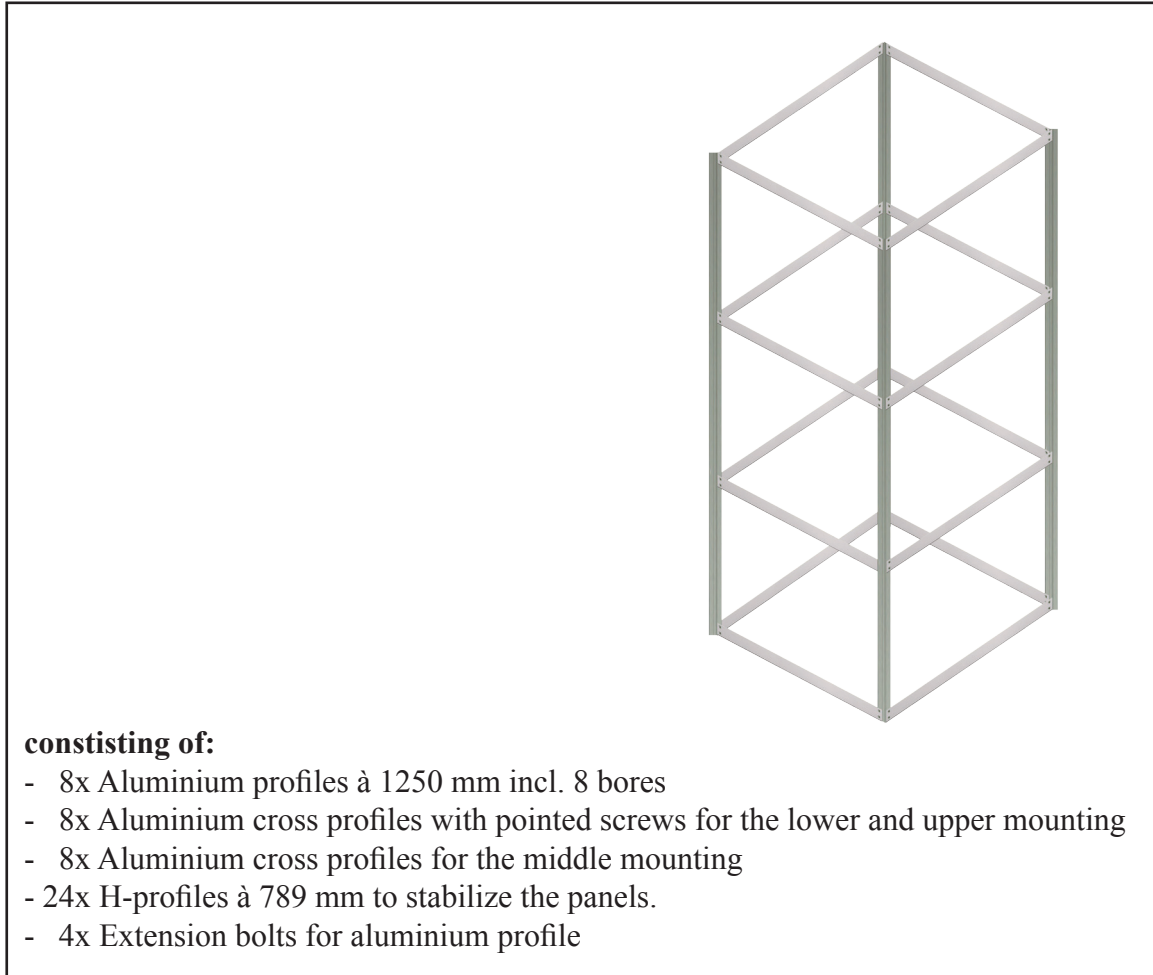 constisting of:
- 8x Aluminium profiles à 1250 mm incl. 8 bores
- 8x Aluminium cross profiles with pointed screws for the lower and upper mounting
- 8x Aluminium cross profiles for the middle mounting
- 24x H-profiles à 789 mm to stabilize the panels.
- 4x Extension bolts for aluminium profile